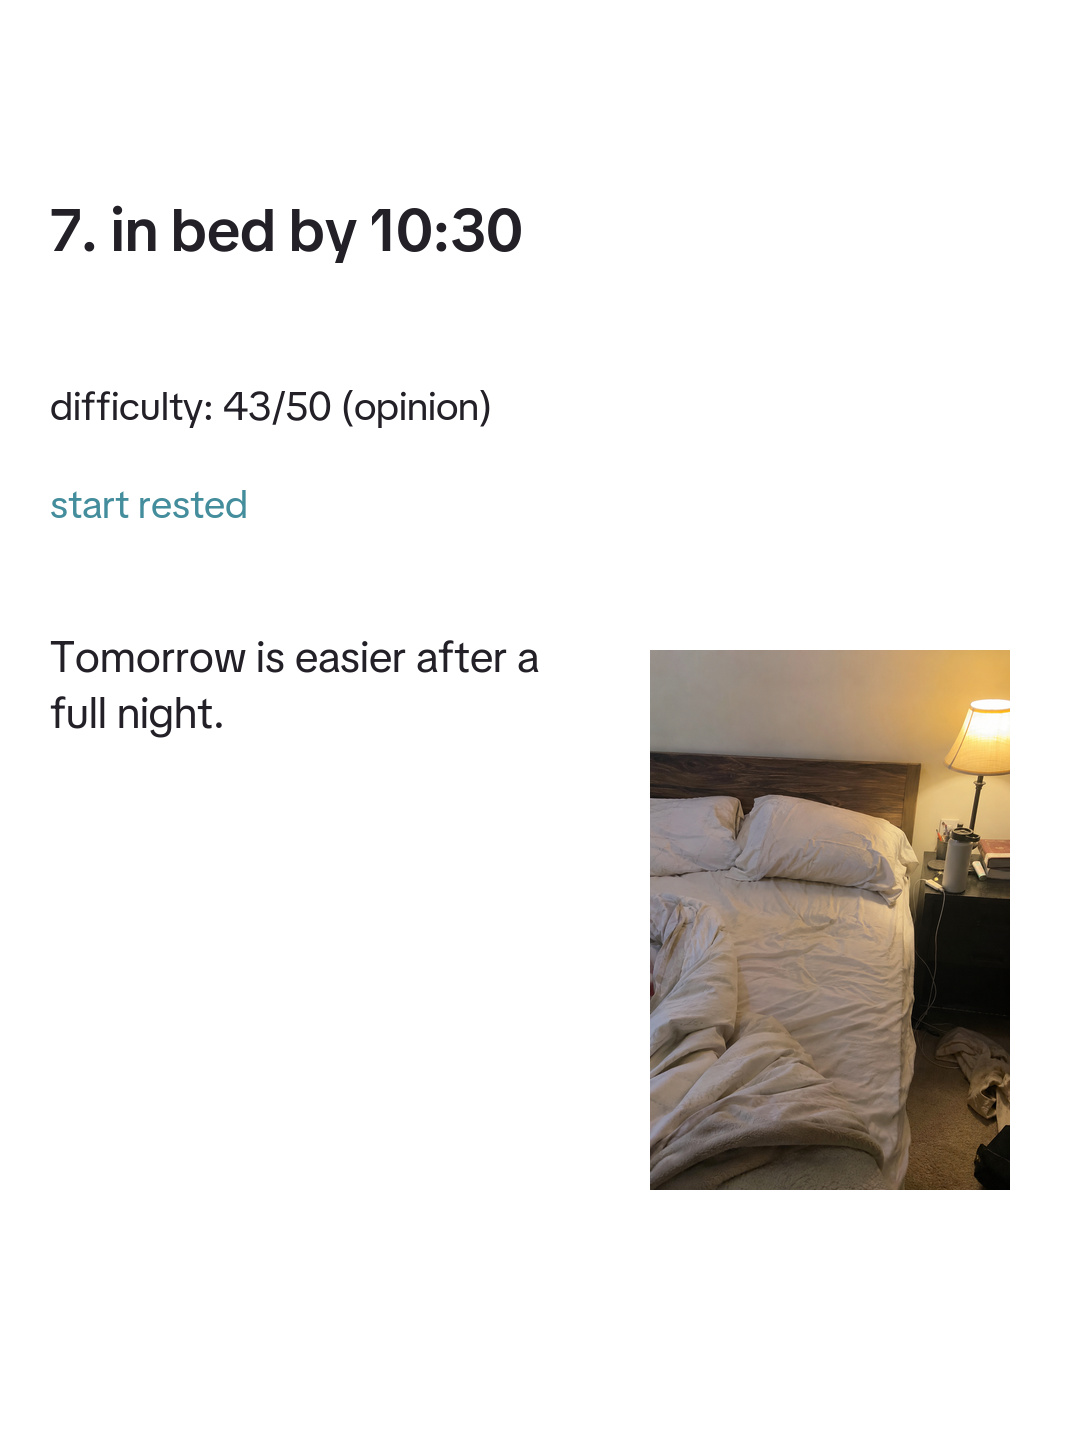 7. in bed by 10:30
difficulty: 43/50 (opinion)
start rested
Tomorrow is easier after a
full night.